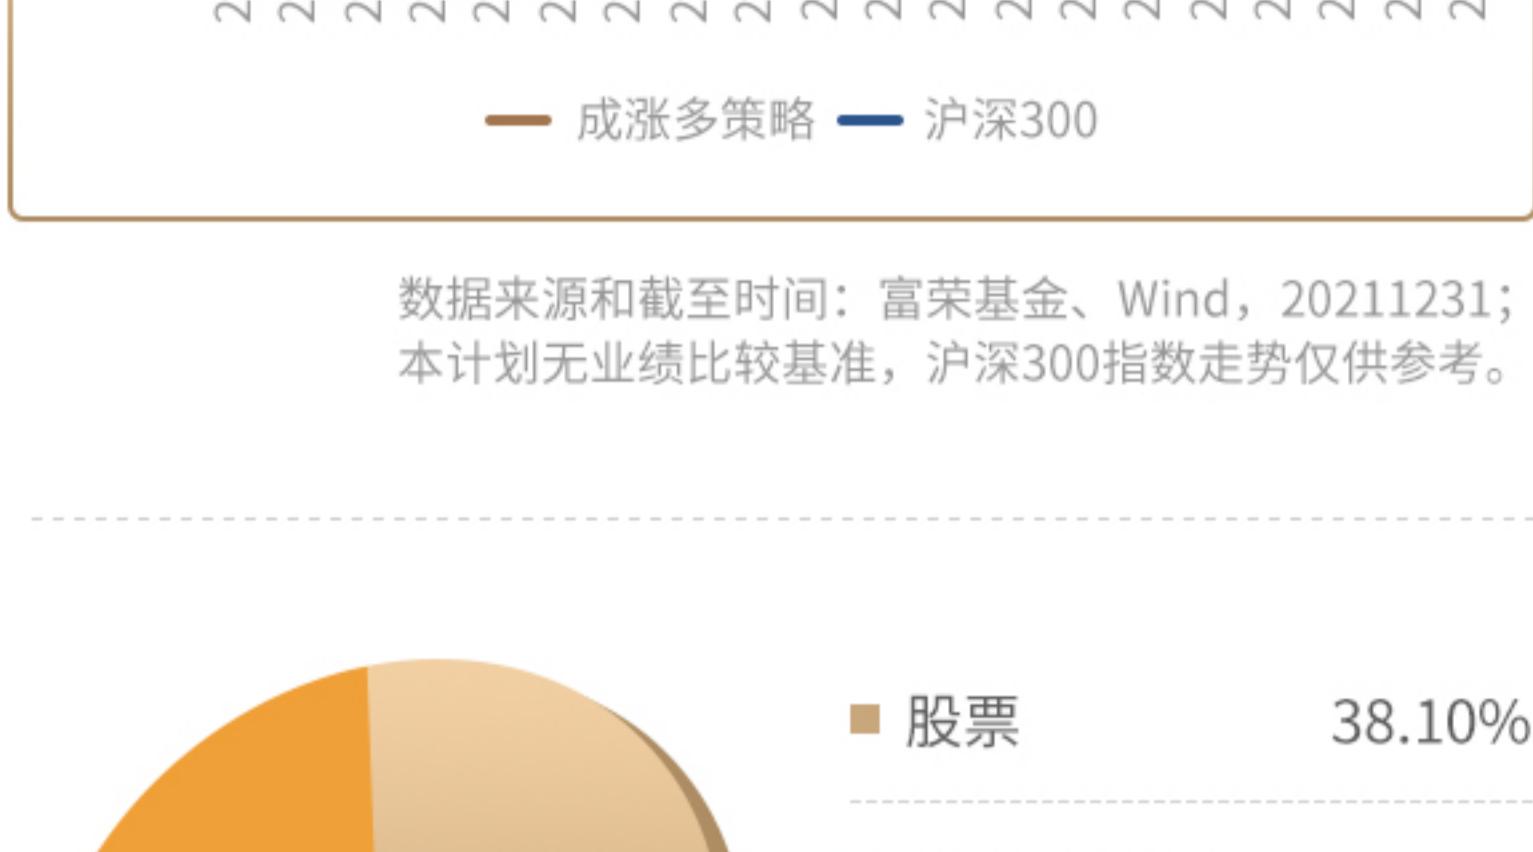 成涨多策略 沪深300
数据来源和截至时间：富荣基金、Wind，20211231；
本计划无业绩比较基准，沪深300指数走势仅供参考。
股票 38.10%